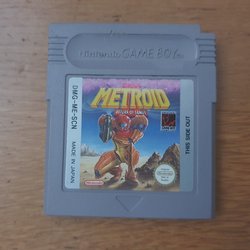 Nintendo GAME BOY
DMG-ME-SCN
MADE IN JAPAN
METROID
RETURN OF SAMUS
Nintendo
THIS SIDE OUT